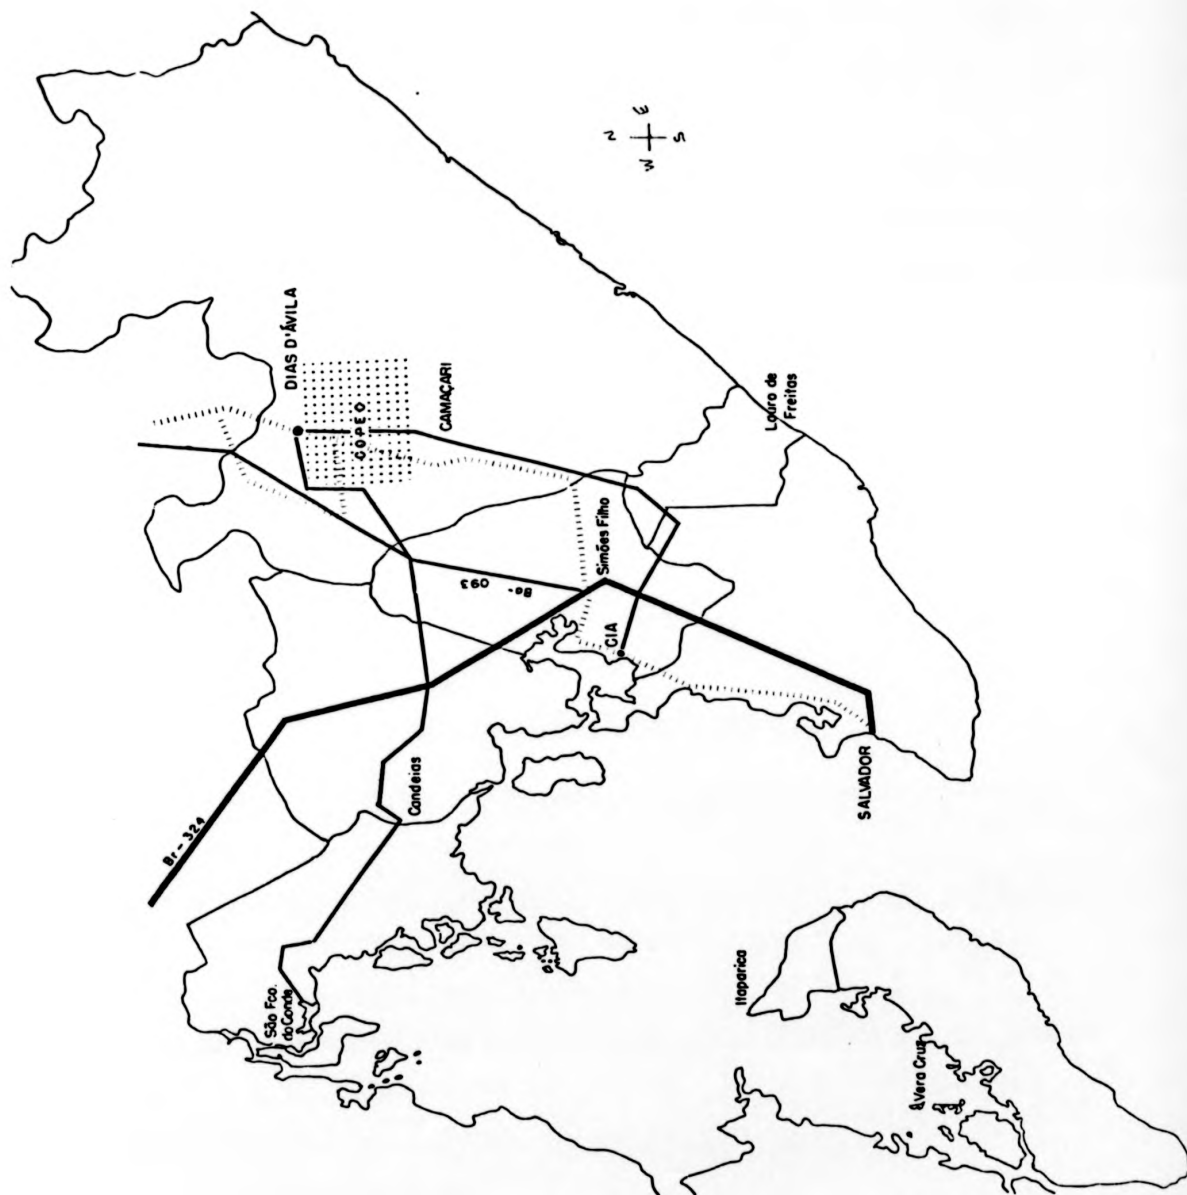 N
W E
S
DIAS D'ÁVILA
COPEO
CAMAÇARI
Lauro de
Freitas
Simões Filho
Ba- 093
CIA
Br-324
Candeias
SALVADOR
São Fco.
do Conde
Itaparica
Vera Cruz